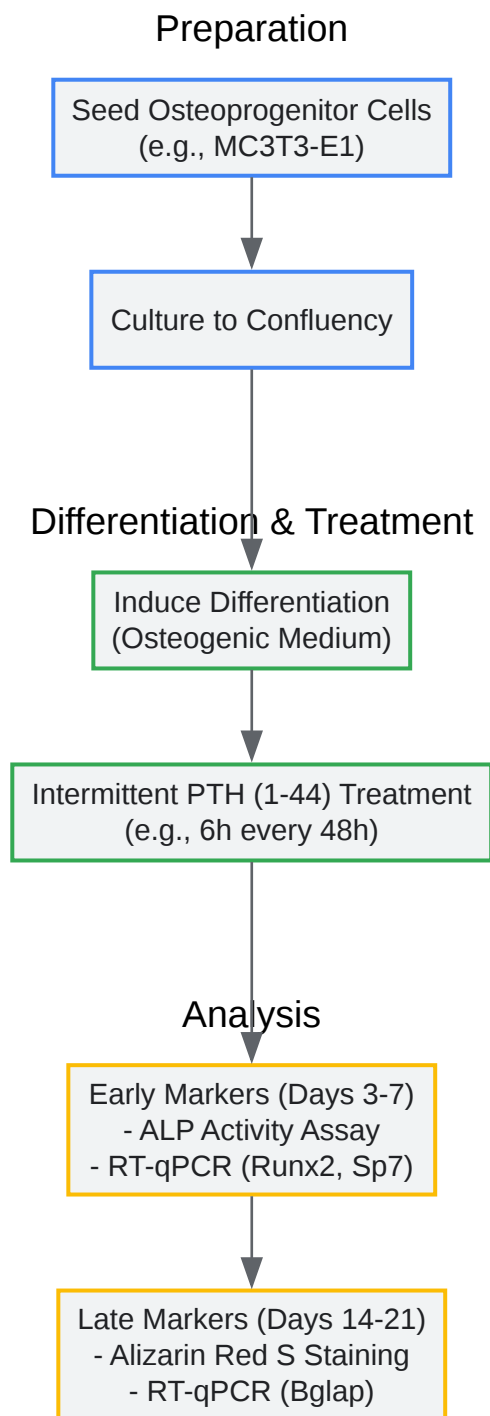 Preparation
Seed Osteoprogenitor Cells
(e.g., MC3T3-E1)
Culture to Confluency
Differentiation & Treatment
Induce Differentiation
(Osteogenic Medium)
Intermittent PTH (1-44) Treatment
(e.g., 6h every 48h)
Analysis
Early Markers (Days 3-7)
- ALP Activity Assay
- RT-qPCR (Runx2, Sp7)
Late Markers (Days 14-21)
- Alizarin Red S Staining
- RT-qPCR (Bglap)